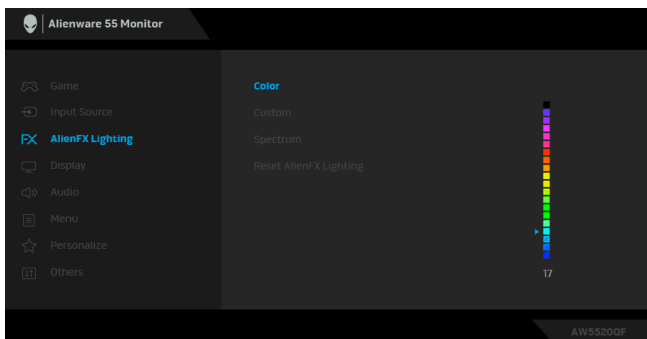 Alienware 55 Monitor
Game
Color
Input Source
Custom
FX AlienFX Lighting
Spectrum
Display
Reset AlienFX Lighting
Audio
Menu
Personalize
Others
17
AW5520QF